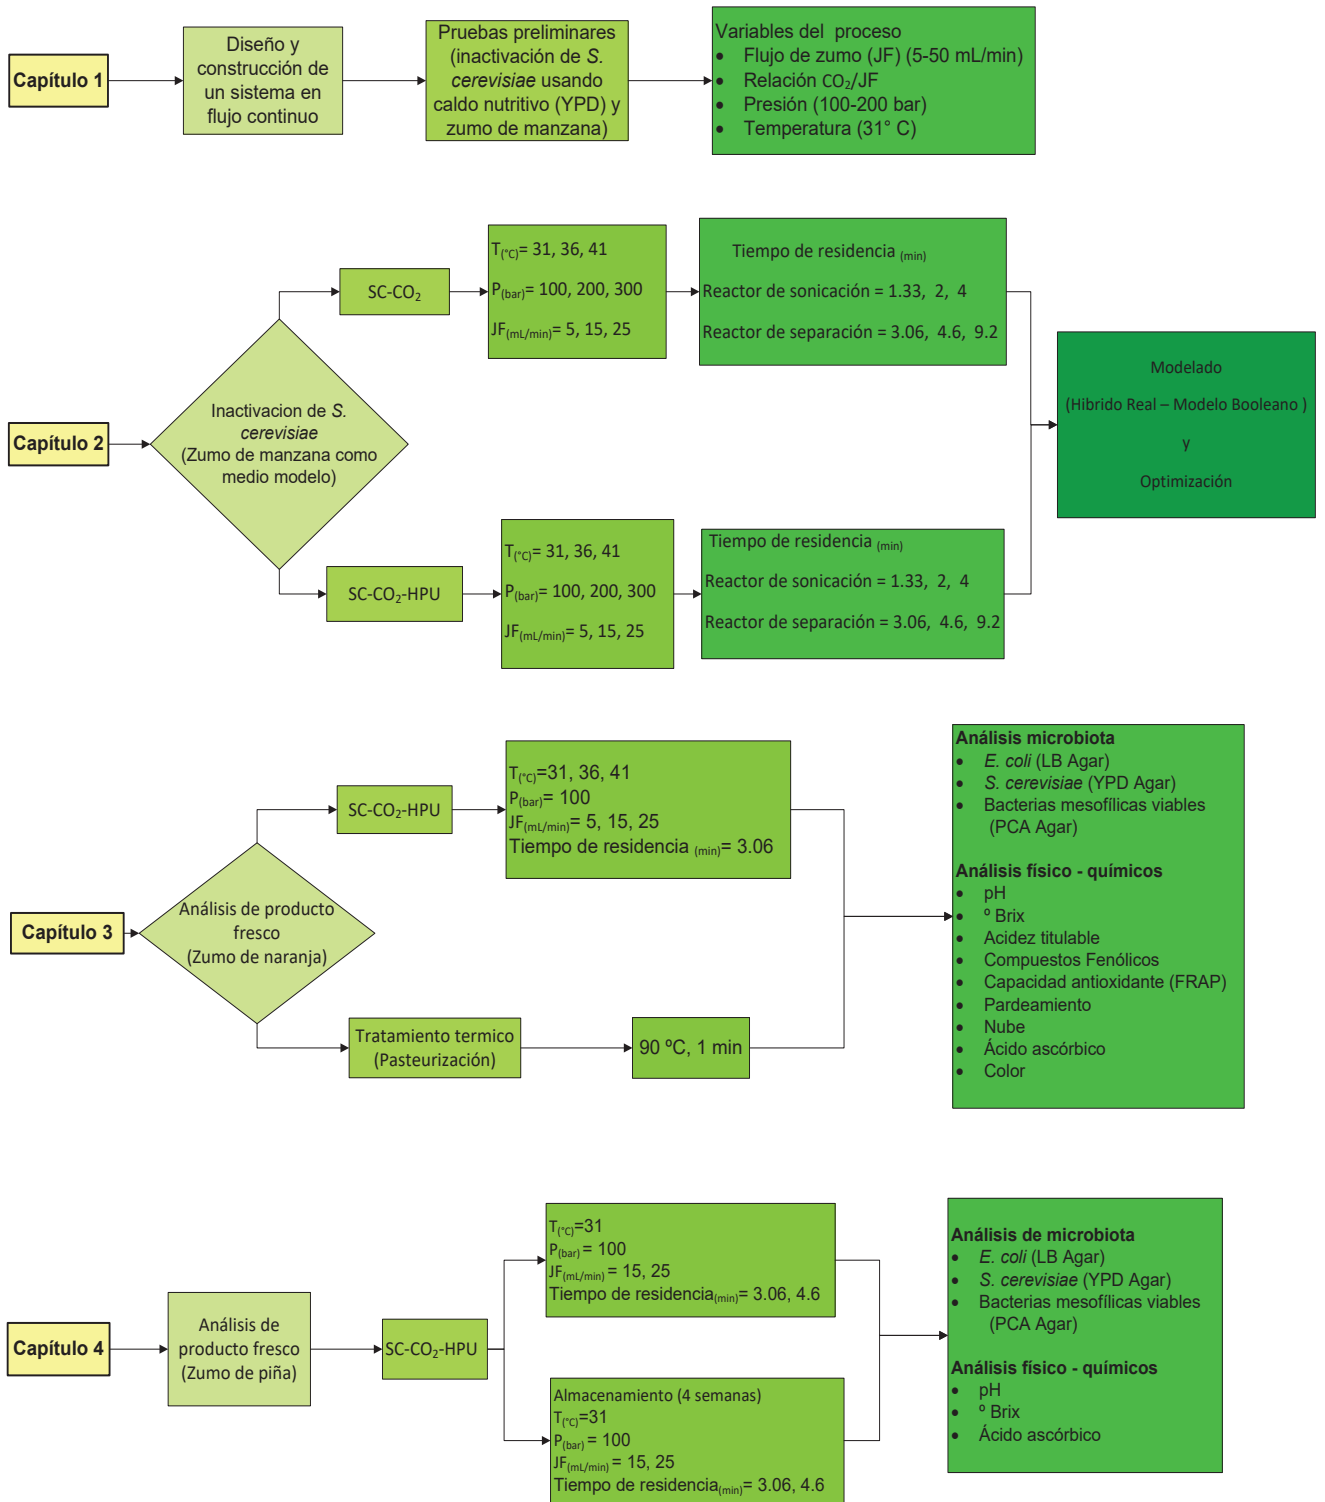 Capítulo 1
Diseño y
construcción de
un sistema en
flujo continuo
Pruebas preliminares
(inactivación de S.
cerevisiae usando
caldo nutritivo (YPD) y
zumo de manzana)
Variables del proceso
• Flujo de zumo (JF) (5-50 mL/min)
• Relación CO₂/JF
• Presión (100-200 bar)
• Temperatura (31° C)
Capítulo 2
Inactivacion de S.
cerevisiae
(Zumo de manzana como
medio modelo)
SC-CO₂
T(°C)= 31, 36, 41
P(bar)= 100, 200, 300
JF(mL/min)= 5, 15, 25
Tiempo de residencia (min)
Reactor de sonicación = 1.33, 2, 4
Reactor de separación = 3.06, 4.6, 9.2
SC-CO₂-HPU
T(°C)= 31, 36, 41
P(bar)= 100, 200, 300
JF(mL/min)= 5, 15, 25
Tiempo de residencia (min)
Reactor de sonicación = 1.33, 2, 4
Reactor de separación = 3.06, 4.6, 9.2
Modelado
(Hibrido Real – Modelo Booleano )
y
Optimización
Capítulo 3
Análisis de producto
fresco
(Zumo de naranja)
SC-CO₂-HPU
T(°C)=31, 36, 41
P(bar)= 100
JF(mL/min)= 5, 15, 25
Tiempo de residencia (min)= 3.06
Tratamiento termico
(Pasteurización)
90 ºC, 1 min
Análisis microbiota
• E. coli (LB Agar)
• S. cerevisiae (YPD Agar)
• Bacterias mesofílicas viables
(PCA Agar)
Análisis físico - químicos
• pH
• º Brix
• Acidez titulable
• Compuestos Fenólicos
• Capacidad antioxidante (FRAP)
• Pardeamiento
• Nube
• Ácido ascórbico
• Color
Capítulo 4
Análisis de
producto fresco
(Zumo de piña)
SC-CO₂-HPU
T(°C)=31
P(bar) = 100
JF(mL/min) = 15, 25
Tiempo de residencia(min)= 3.06, 4.6
Almacenamiento (4 semanas)
T(°C)=31
P(bar) = 100
JF(mL/min) = 15, 25
Tiempo de residencia(min)= 3.06, 4.6
Análisis de microbiota
• E. coli (LB Agar)
• S. cerevisiae (YPD Agar)
• Bacterias mesofílicas viables
(PCA Agar)
Análisis físico - químicos
• pH
• º Brix
• Ácido ascórbico